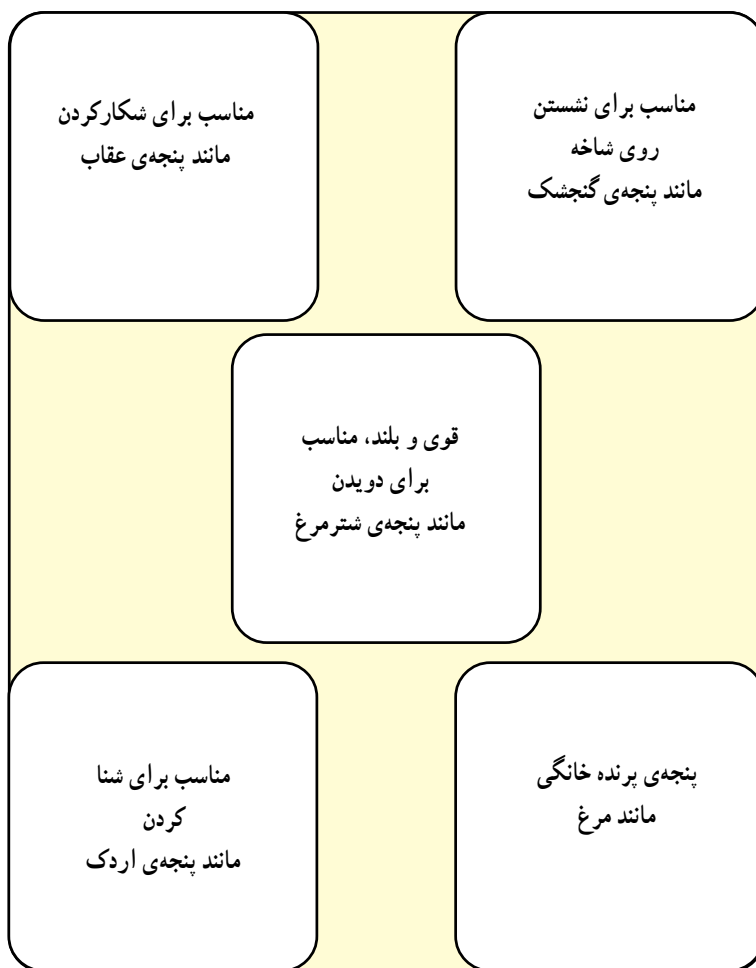 مناسب برای نشستن
روی شاخه
مانند پنجه‌ی گنجشک
مناسب برای شکارکردن
مانند پنجه‌ی عقاب
قوی و بلند، مناسب
برای دویدن
مانند پنجه‌ی شترمرغ
پنجه‌ی پرنده خانگی
مانند مرغ
مناسب برای شنا
کردن
مانند پنجه‌ی اردک